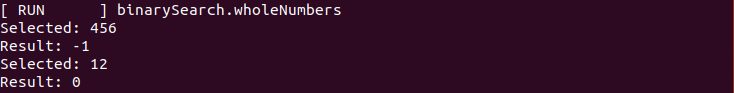 [ RUN      ] binarySearch.wholeNumbers
Selected: 456
Result: -1
Selected: 12
Result: 0